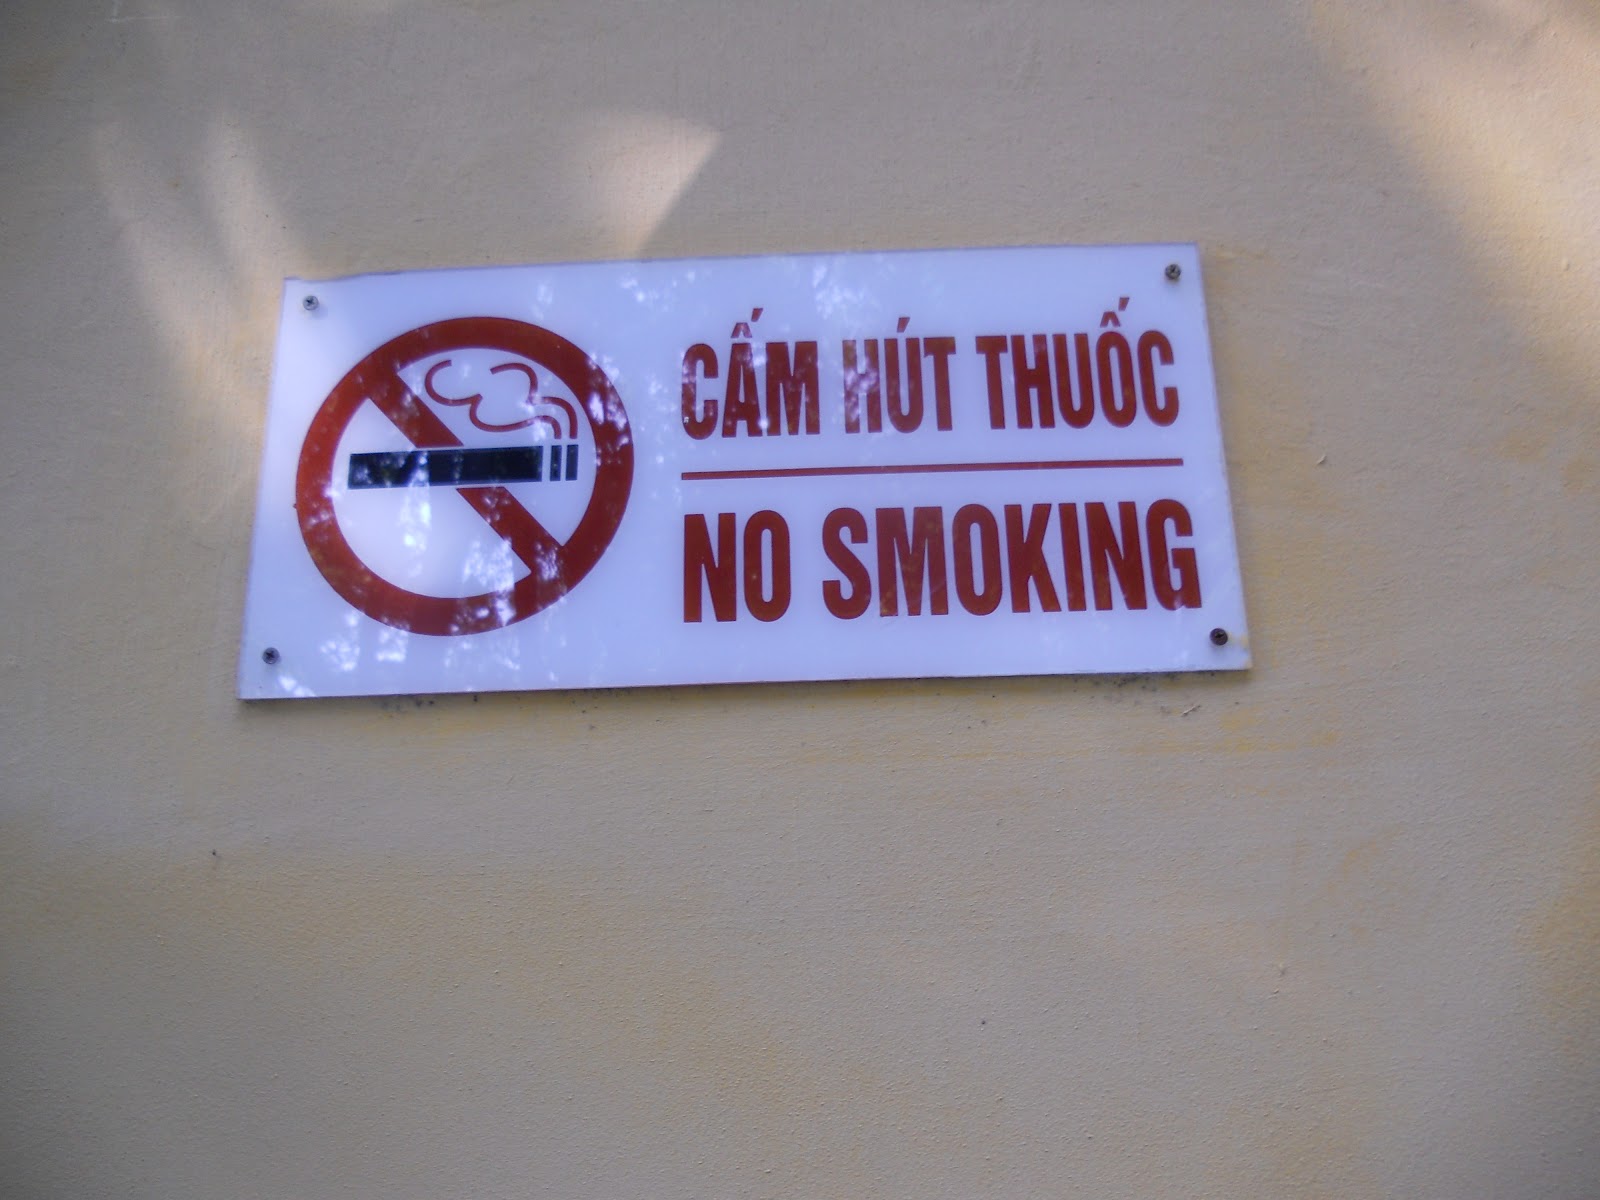 CẤM HÚT THUỐC
NO SMOKING